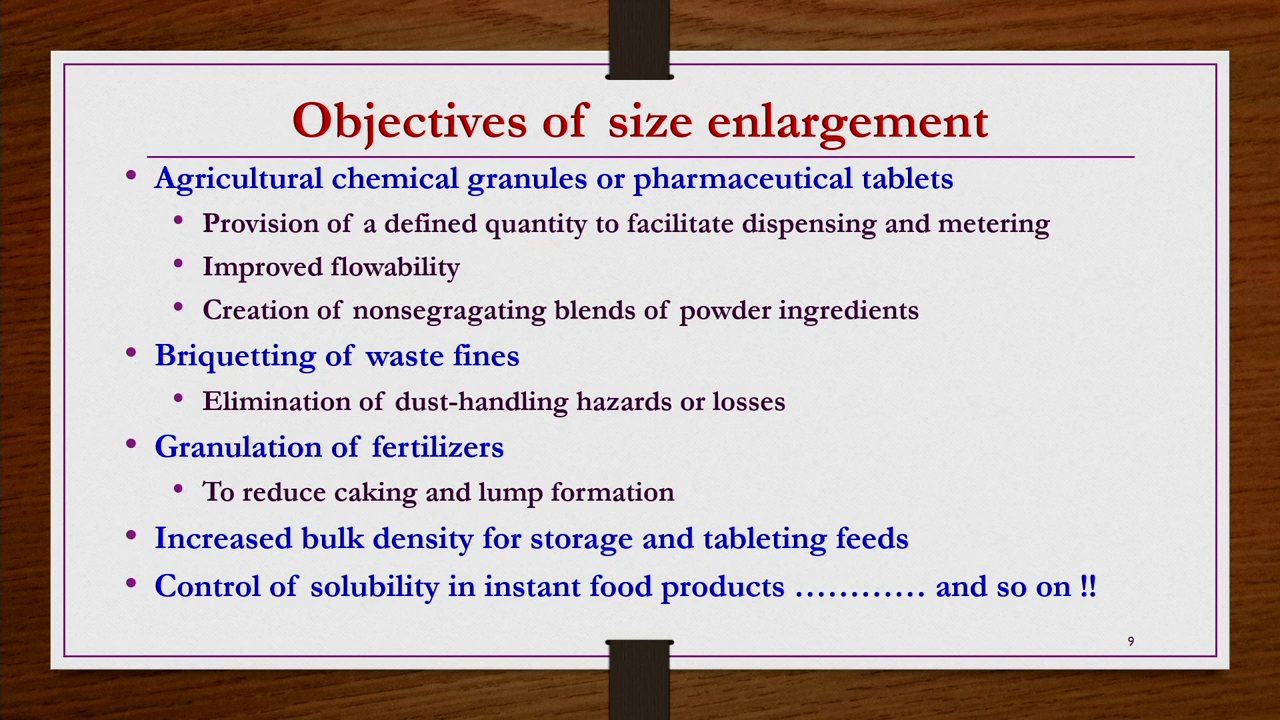 Objectives of size enlargement
• Agricultural chemical granules or pharmaceutical tablets
• Provision of a defined quantity to facilitate dispensing and metering
• Improved flowability
• Creation of nonsegragating blends of powder ingredients
• Briquetting of waste fines
• Elimination of dust-handling hazards or losses
• Granulation of fertilizers
• To reduce caking and lump formation
• Increased bulk density for storage and tableting feeds
• Control of solubility in instant food products ………… and so on !!
9